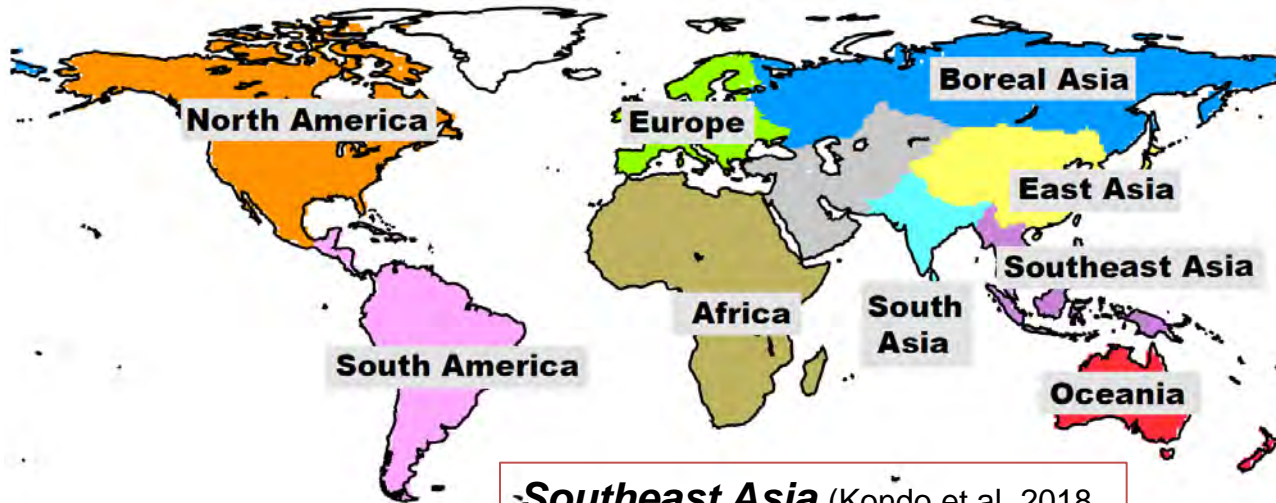 Boreal Asia
North America
Europe
East Asia
Southeast Asia
Africa
South
Asia
South America
Oceania
Southeast Asia (Kondo et al. 2018